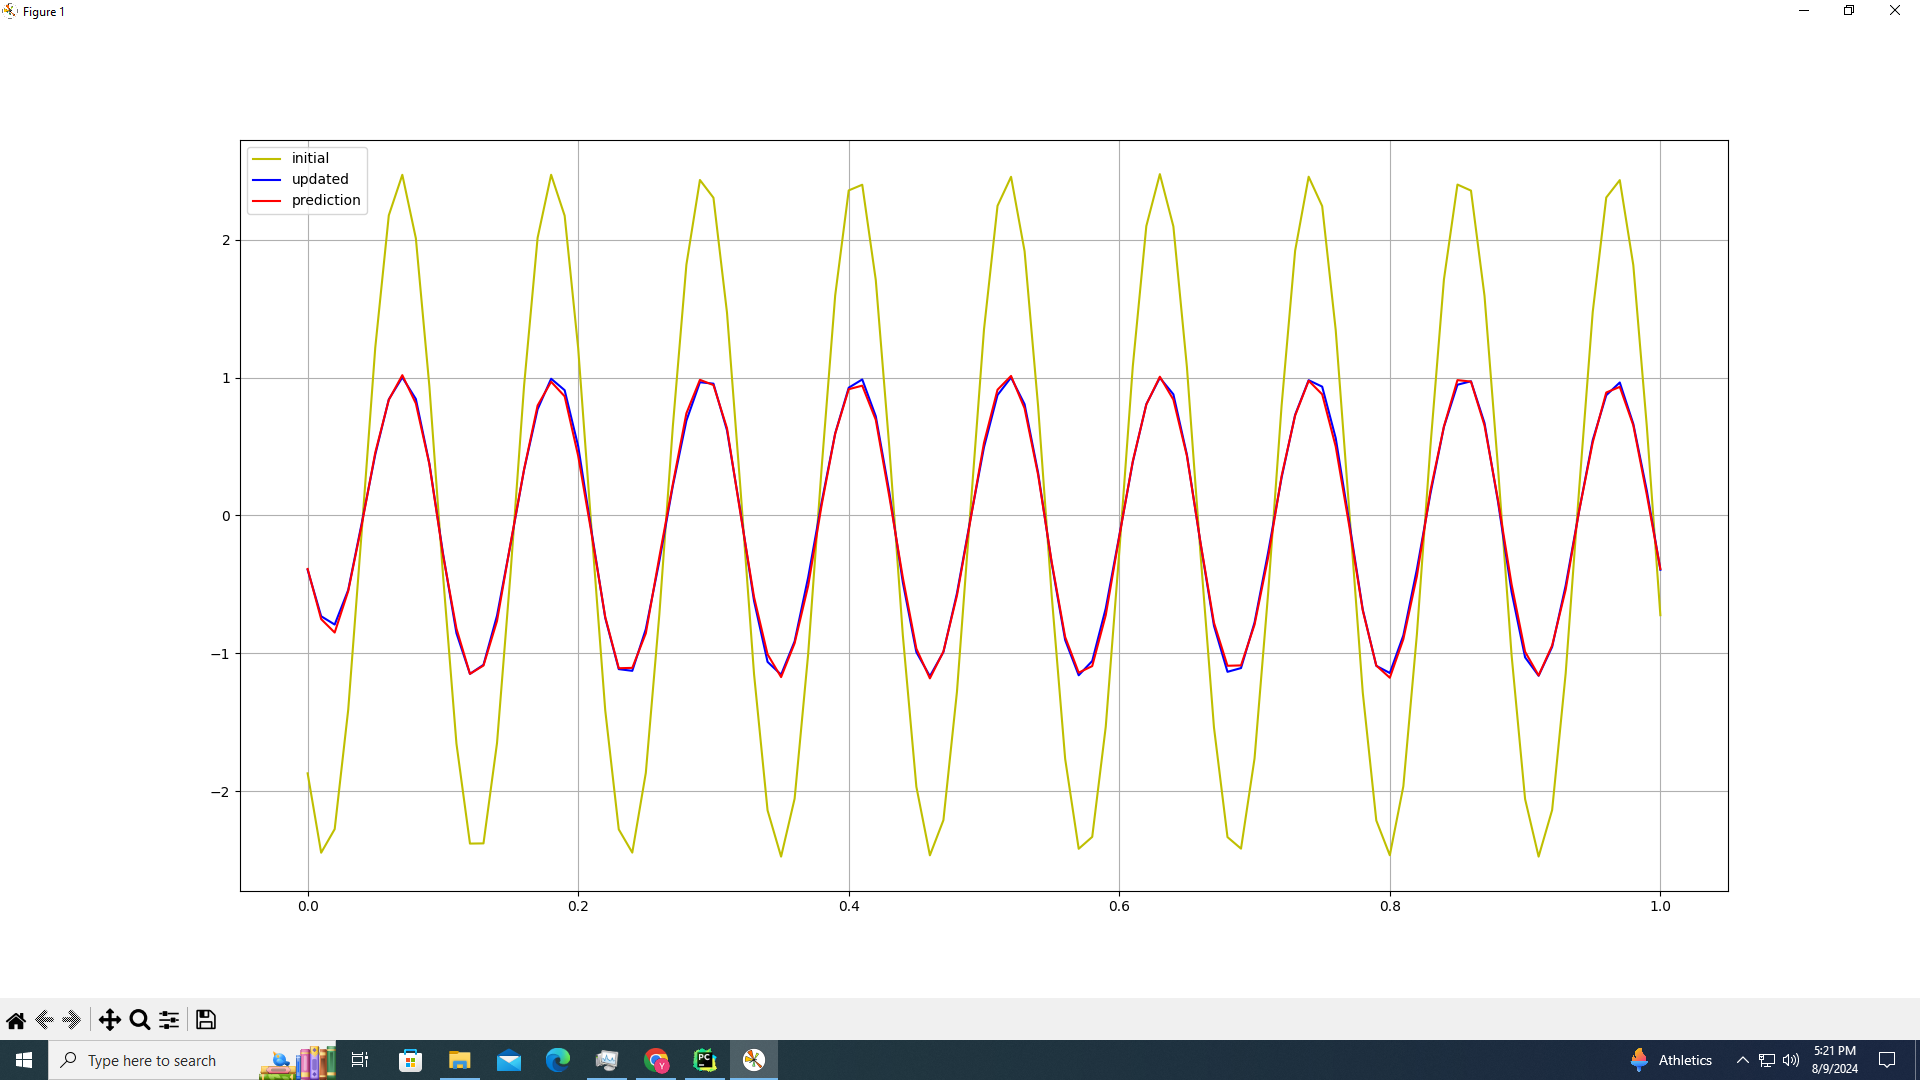 Figure 1
initial
updated
prediction
2
1
0
−1
−2
0.0 0.2 0.4 0.6 0.8 1.0
Type here to search
PC
Y
Athletics
5:21 PM
8/9/2024